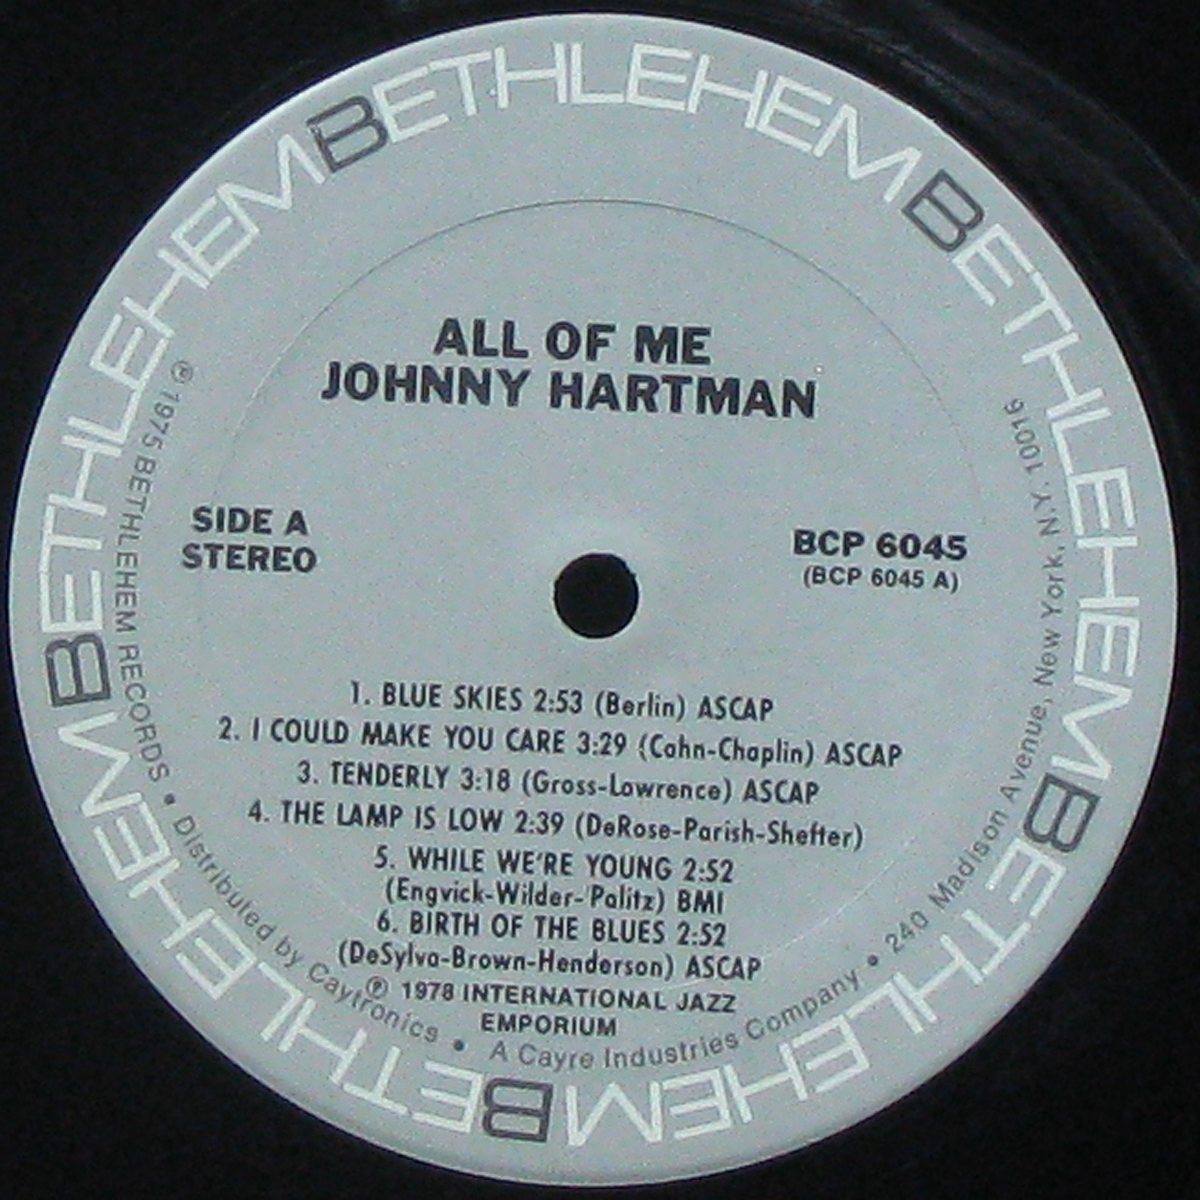 BETHLEHEM BETHLEHEM BETHLEHEM BETHLEHEM BETHLEHEM
ALL OF ME
JOHNNY HARTMAN
SIDE A
STEREO
BCP 6045
(BCP 6045 A)
1. BLUE SKIES 2:53 (Berlin) ASCAP
2. I COULD MAKE YOU CARE 3:29 (Cahn-Chaplin) ASCAP
3. TENDERLY 3:18 (Gross-Lawrence) ASCAP
4. THE LAMP IS LOW 2:39 (DeRose-Parish-Shefter)
5. WHILE WE'RE YOUNG 2:52
(Engvick-Wilder-Palitz) BMI
6. BIRTH OF THE BLUES 2:52
(DeSylva-Brown-Henderson) ASCAP
℗ 1978 INTERNATIONAL JAZZ
EMPORIUM
℗ 1975 BETHLEHEM RECORDS • Distributed by Caytronics • A Cayre Industries Company • 240 Madison Avenue, New York, N.Y. 10016